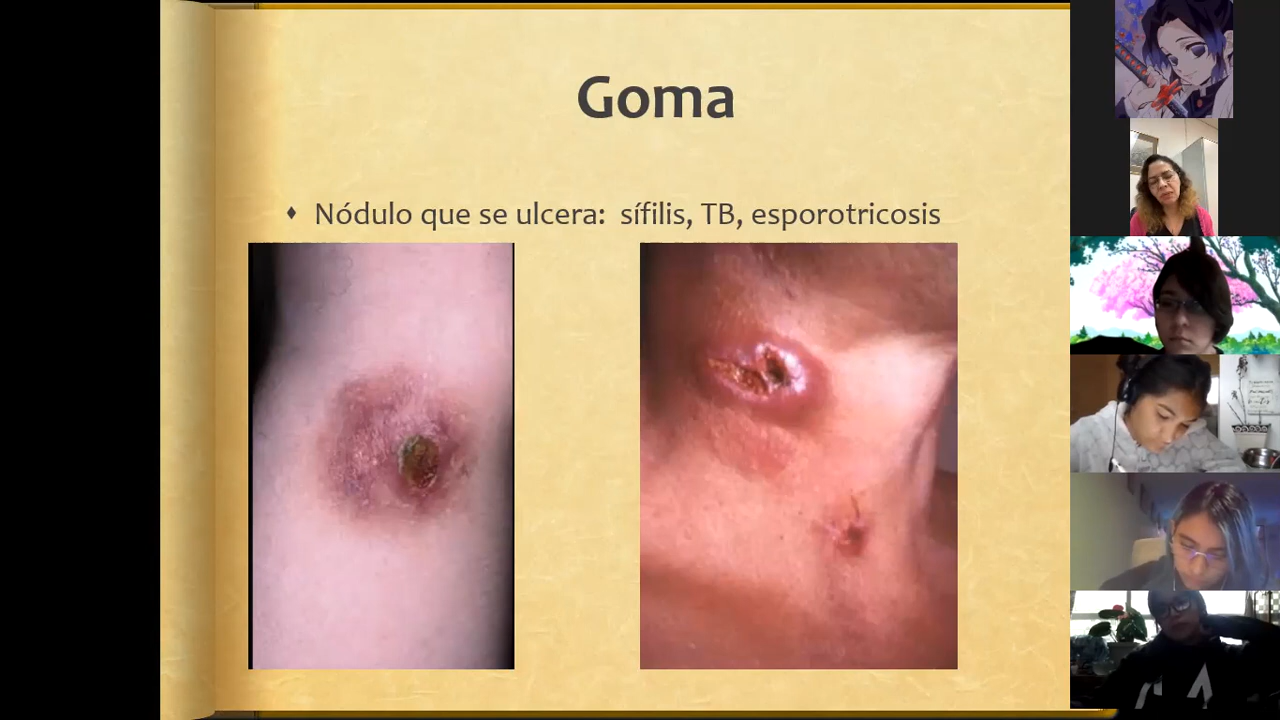 Goma
♦ Nódulo que se ulcera: sífilis, TB, esporotricosis